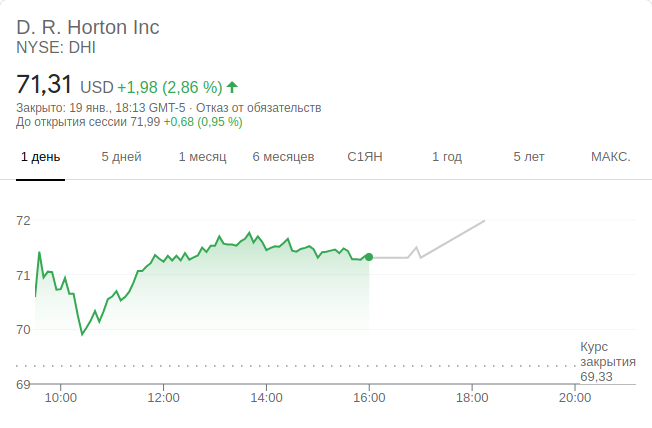 D. R. Horton Inc
NYSE: DHI
71,31 USD +1,98 (2,86 %)
Закрыто: 19 янв., 18:13 GMT-5 · Отказ от обязательств
До открытия сессии 71,99 +0,68 (0,95 %)
1 день 5 дней 1 месяц 6 месяцев С1ЯН 1 год 5 лет МАКС.
72
71
70
Курс
закрытия
69,33
69
10:00 12:00 14:00 16:00 18:00 20:00